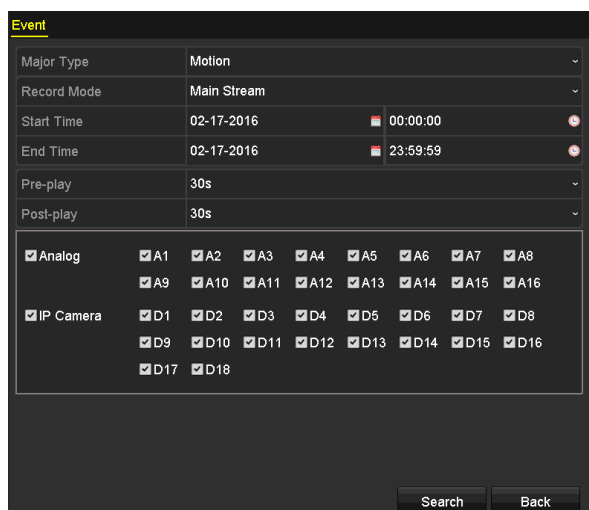 Event
Major Type Motion
Record Mode Main Stream
Start Time 02-17-2016 00:00:00
End Time 02-17-2016 23:59:59
Pre-play 30s
Post-play 30s
Analog A1 A2 A3 A4 A5 A6 A7 A8
A9 A10 A11 A12 A13 A14 A15 A16
IP Camera D1 D2 D3 D4 D5 D6 D7 D8
D9 D10 D11 D12 D13 D14 D15 D16
D17 D18
Search Back